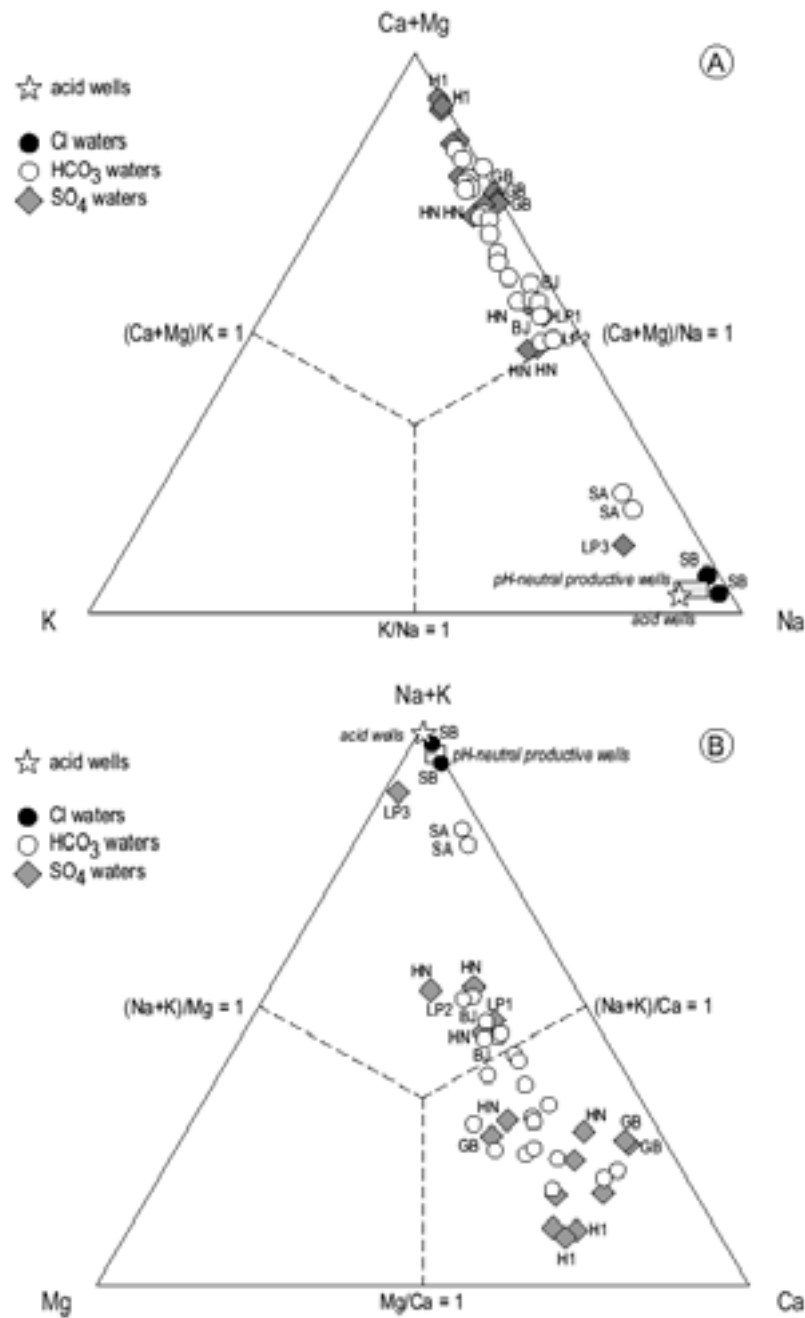 Ca+Mg
A
acid wells
H1
H1
Cl waters
HCO3 waters
SO4 waters
GB
GB
GB
HN HN
BJ
HN
LP1
BJ
(Ca+Mg)/K = 1
(Ca+Mg)/Na = 1
LP2
HN HN
SA
SA
LP3
SB
pH-neutral productive wells
SB
K
K/Na = 1
acid wells
Na
Na+K
B
acid wells
SB
pH-neutral productive wells
acid wells
SB
LP3
Cl waters
HCO3 waters
SO4 waters
SA
SA
HN
HN
(Na+K)/Mg = 1
LP2
LP1
(Na+K)/Ca = 1
BJ
HN
BJ
HN
HN
GB
GB
GB
H1
H1
Mg
Mg/Ca = 1
Ca